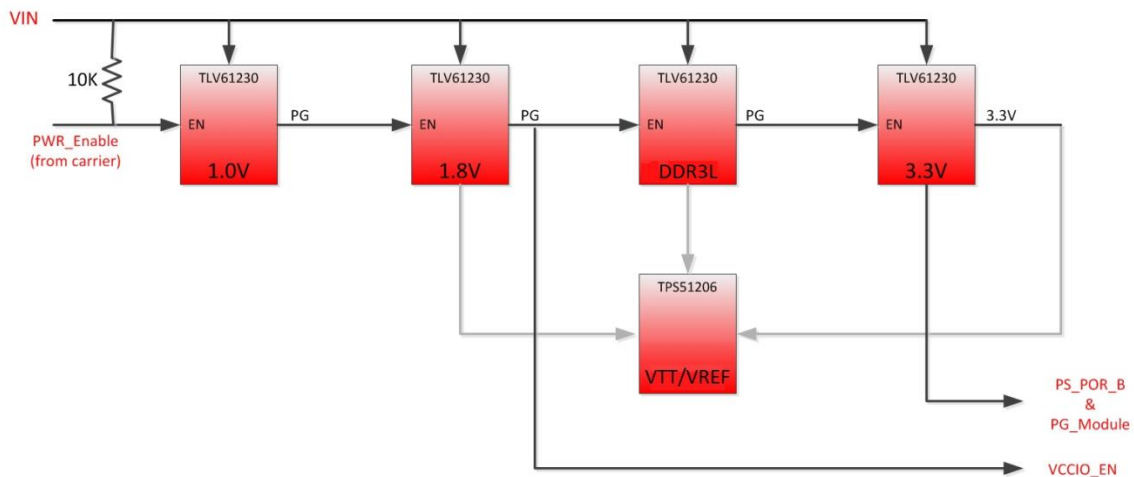 VIN
10K
PWR_Enable
(from carrier)
TLV61230
EN
1.0V
PG
TLV61230
EN
1.8V
PG
TLV61230
EN
DDR3L
PG
TLV61230
EN
3.3V
3.3V
TPS51206
VTT/VREF
PS_POR_B
&
PG_Module
VCCIO_EN